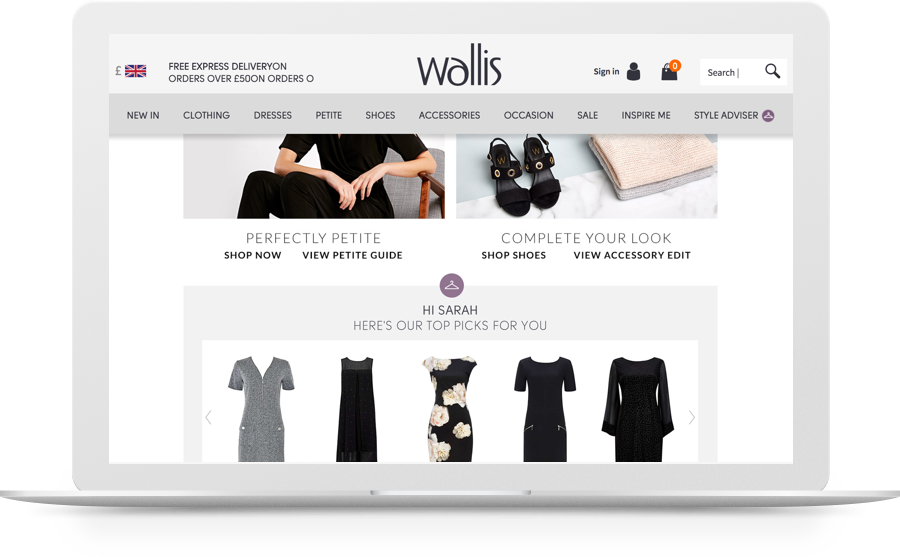 £
FREE EXPRESS DELIVERYON
ORDERS OVER £50ON ORDERS O
wallis
Sign in
0
Search |
NEW IN CLOTHING DRESSES PETITE SHOES ACCESSORIES OCCASION SALE INSPIRE ME STYLE ADVISER
W
PERFECTLY PETITE
SHOP NOW VIEW PETITE GUIDE
COMPLETE YOUR LOOK
SHOP SHOES VIEW ACCESSORY EDIT
HI SARAH
HERE'S OUR TOP PICKS FOR YOU